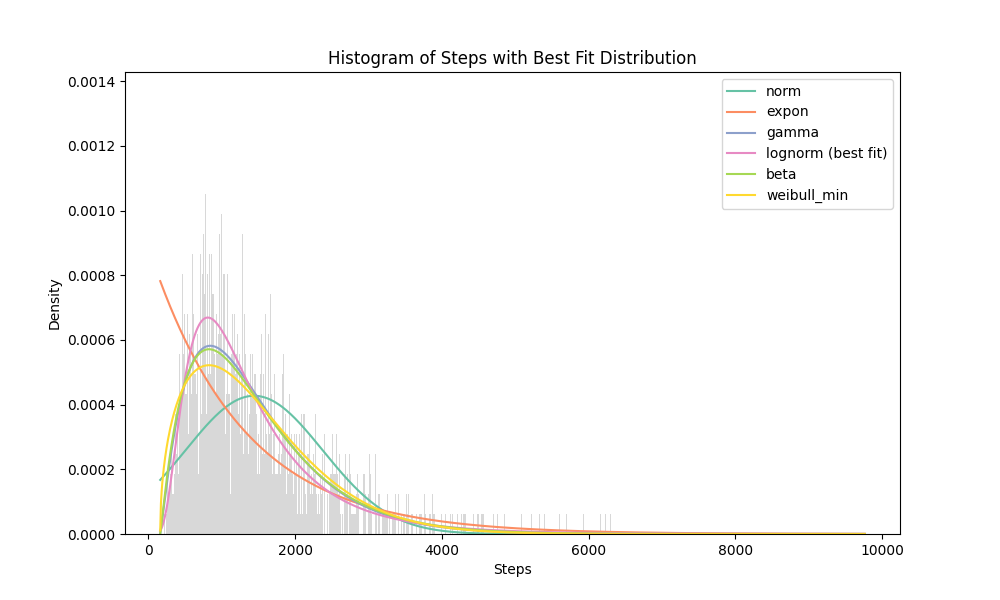 Histogram of Steps with Best Fit Distribution
norm
expon
gamma
lognorm (best fit)
beta
weibull_min
Density
0.0014
0.0012
0.0010
0.0008
0.0006
0.0004
0.0002
0.0000
0 2000 4000 6000 8000 10000
Steps